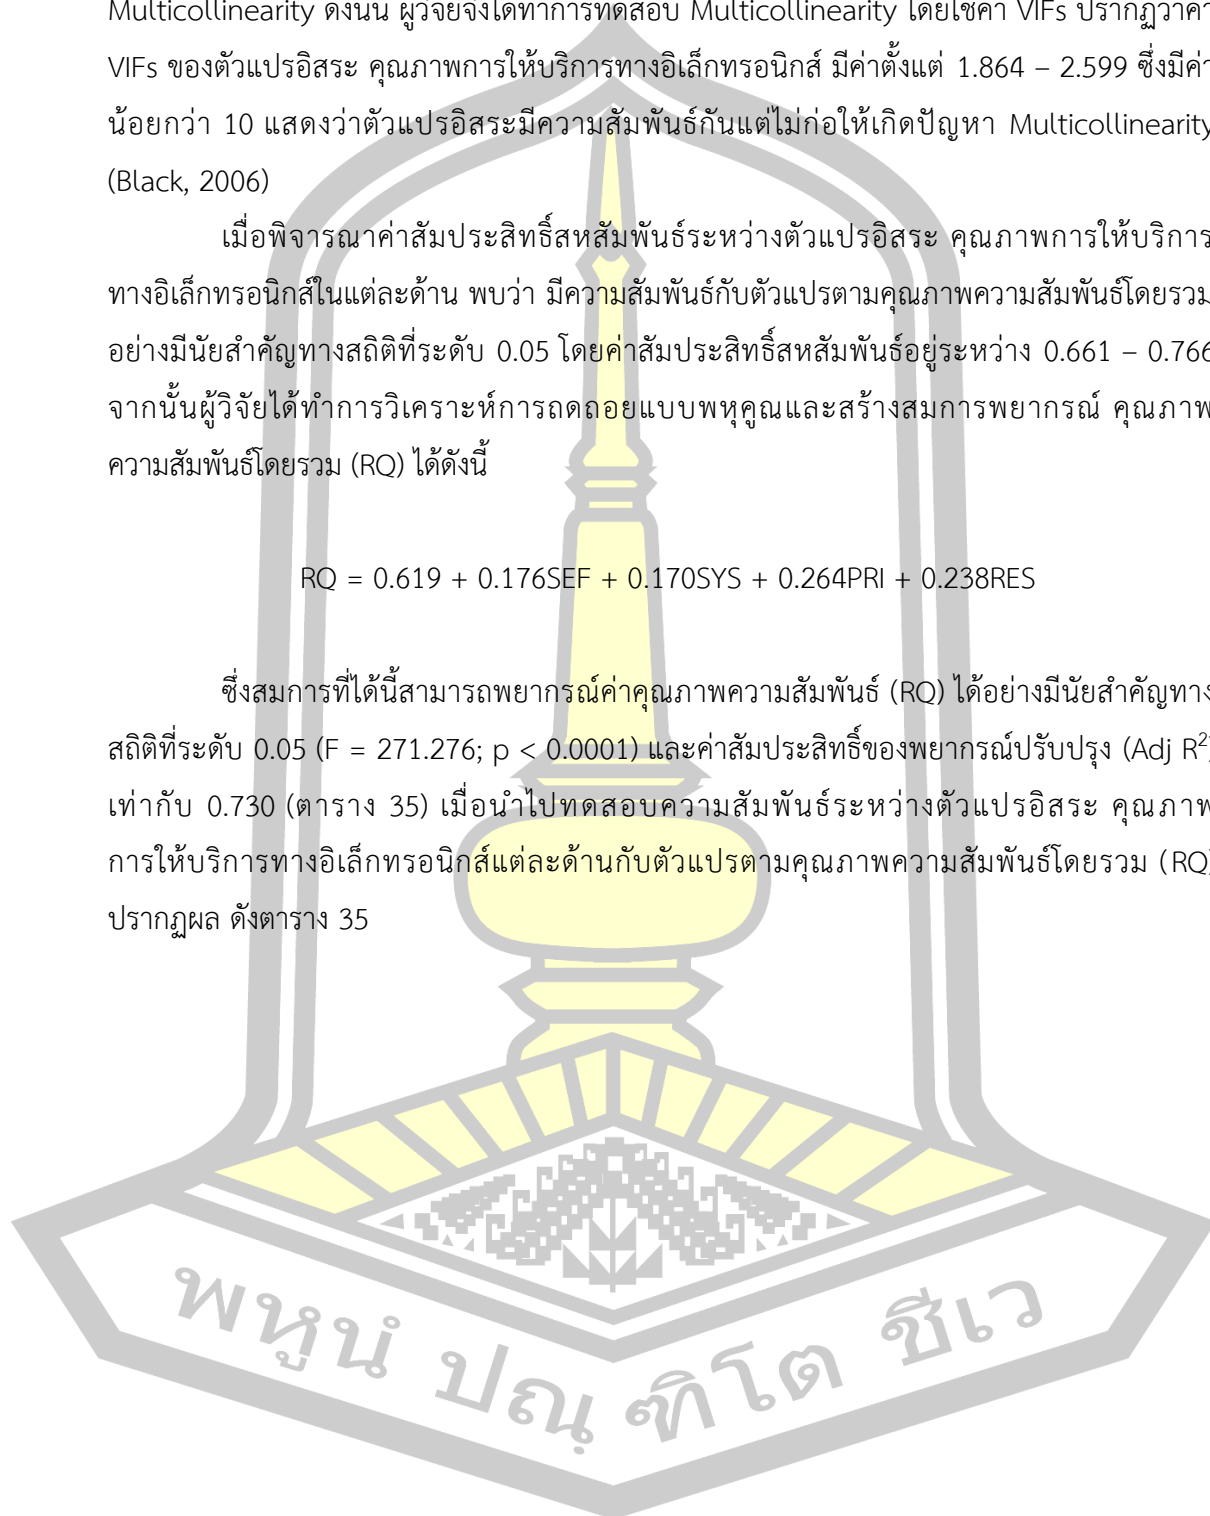 Multicollinearity ดังนั้น ผู้วิจัยจึงได้ทำการทดสอบ Multicollinearity โดยใช้ค่า VIFs ปรากฏว่าค่า
VIFs ของตัวแปรอิสระ คุณภาพการให้บริการทางอิเล็กทรอนิกส์ มีค่าตั้งแต่ 1.864 – 2.599 ซึ่งมีค่า
น้อยกว่า 10 แสดงว่าตัวแปรอิสระมีความสัมพันธ์กันแต่ไม่ก่อให้เกิดปัญหา Multicollinearity
(Black, 2006)
เมื่อพิจารณาค่าสัมประสิทธิ์สหสัมพันธ์ระหว่างตัวแปรอิสระ คุณภาพการให้บริการ
ทางอิเล็กทรอนิกส์ในแต่ละด้าน พบว่า มีความสัมพันธ์กับตัวแปรตามคุณภาพความสัมพันธ์โดยรวม
อย่างมีนัยสำคัญทางสถิติที่ระดับ 0.05 โดยค่าสัมประสิทธิ์สหสัมพันธ์อยู่ระหว่าง 0.661 – 0.766
จากนั้นผู้วิจัยได้ทำการวิเคราะห์การถดถอยแบบพหุคูณและสร้างสมการพยากรณ์ คุณภาพ
ความสัมพันธ์โดยรวม (RQ) ได้ดังนี้
RQ = 0.619 + 0.176SEF + 0.170SYS + 0.264PRI + 0.238RES
ซึ่งสมการที่ได้นี้สามารถพยากรณ์ค่าคุณภาพความสัมพันธ์ (RQ) ได้อย่างมีนัยสำคัญทาง
สถิติที่ระดับ 0.05 (F = 271.276; p < 0.0001) และค่าสัมประสิทธิ์ของพยากรณ์ปรับปรุง (Adj R²)
เท่ากับ 0.730 (ตาราง 35) เมื่อนำไปทดสอบความสัมพันธ์ระหว่างตัวแปรอิสระ คุณภาพ
การให้บริการทางอิเล็กทรอนิกส์แต่ละด้านกับตัวแปรตามคุณภาพความสัมพันธ์โดยรวม (RQ)
ปรากฏผล ดังตาราง 35
พหูนํ ปณฺ ฑิโต ชีเว